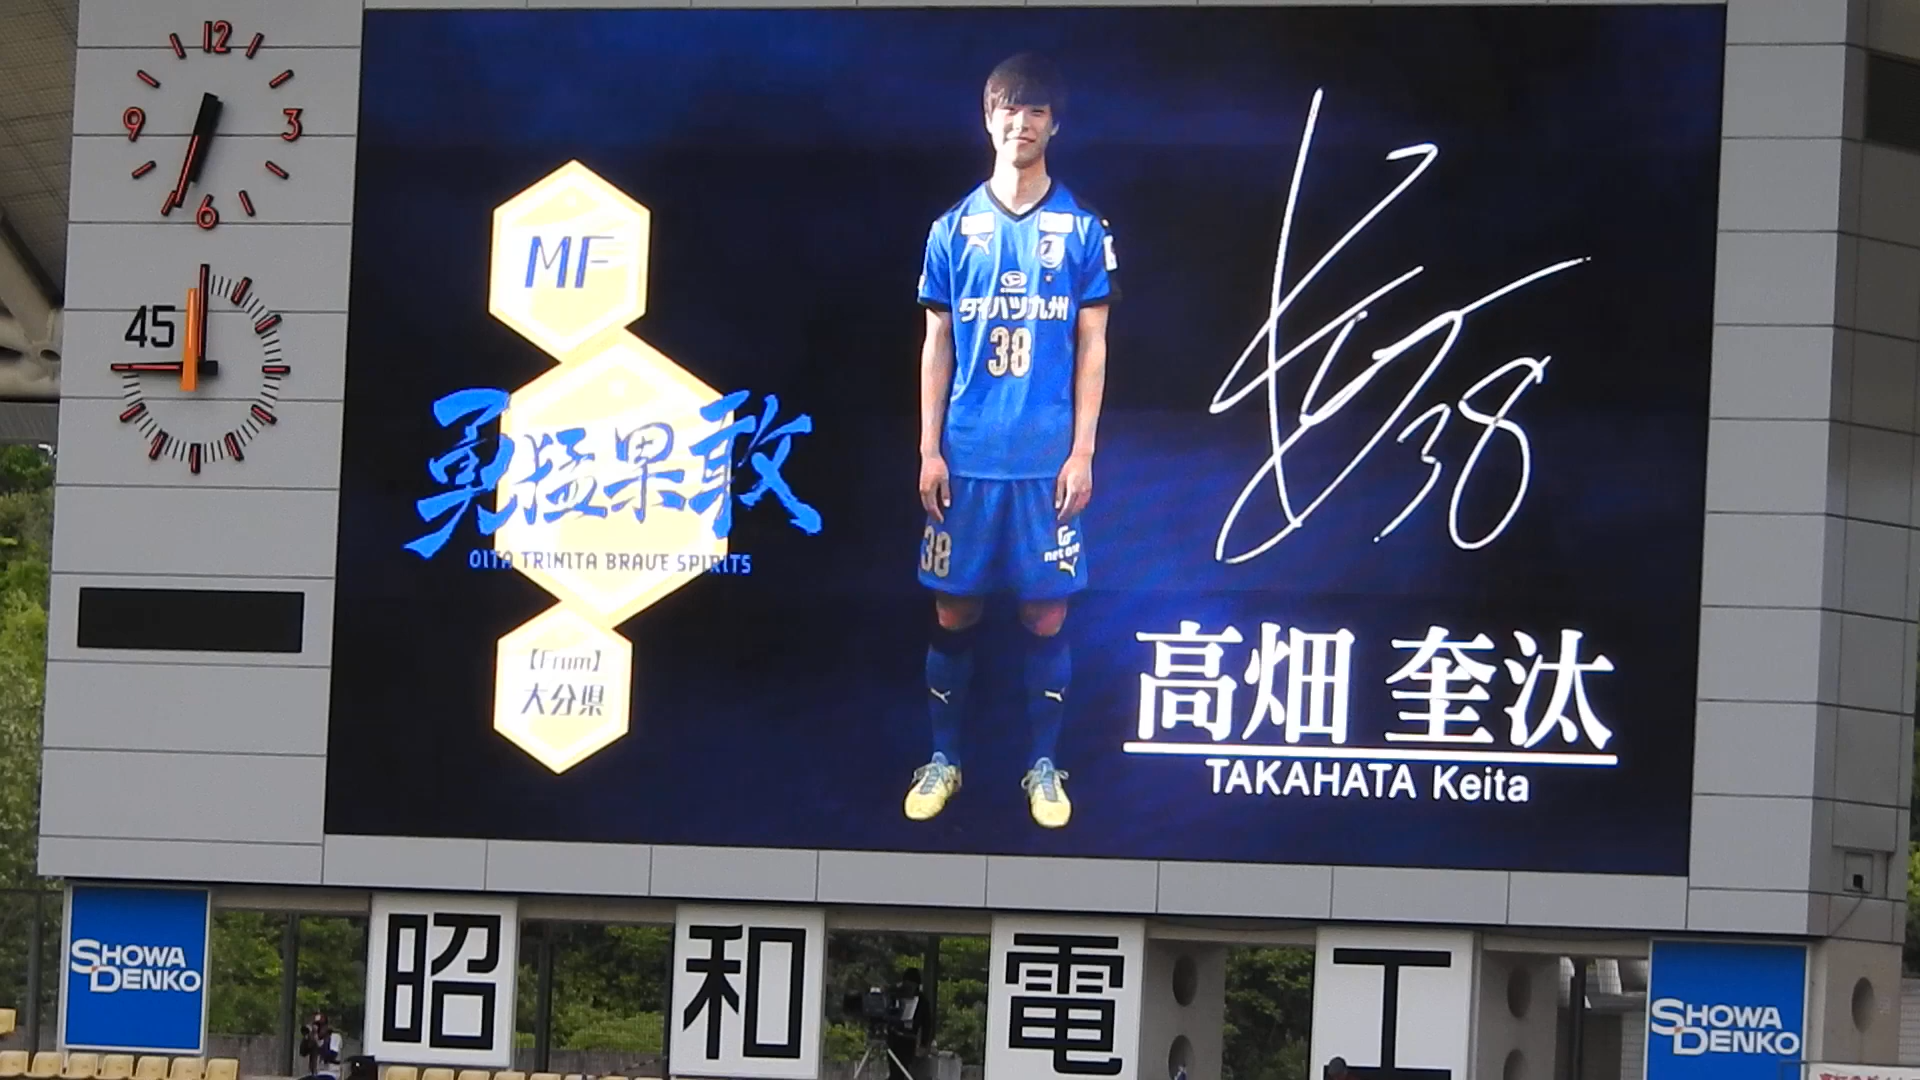 12
9
3
6
45
MF
勇猛果敢
OITA TRINITA BRAVE SPIRITS
【From】
大分県
ダイハツ九州
38
38
net one
38
高畑 奎汰
TAKAHATA Keita
SHOWA
DENKO
昭和電工
SHOWA
DENKO